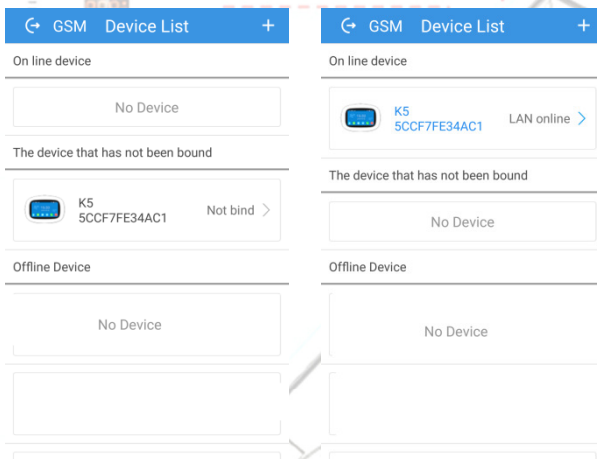 GSM Device List +
On line device
No Device
The device that has not been bound
K5
5CCF7FE34AC1
Not bind >
Offline Device
No Device
GSM Device List +
On line device
K5
5CCF7FE34AC1
LAN online >
The device that has not been bound
No Device
Offline Device
No Device